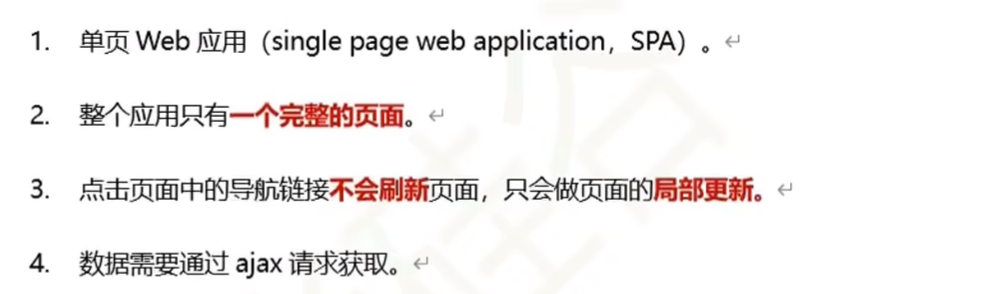 1. 单页 Web 应用（single page web application，SPA）。
2. 整个应用只有一个完整的页面。
3. 点击页面中的导航链接不会刷新页面，只会做页面的局部更新。
4. 数据需要通过 ajax 请求获取。